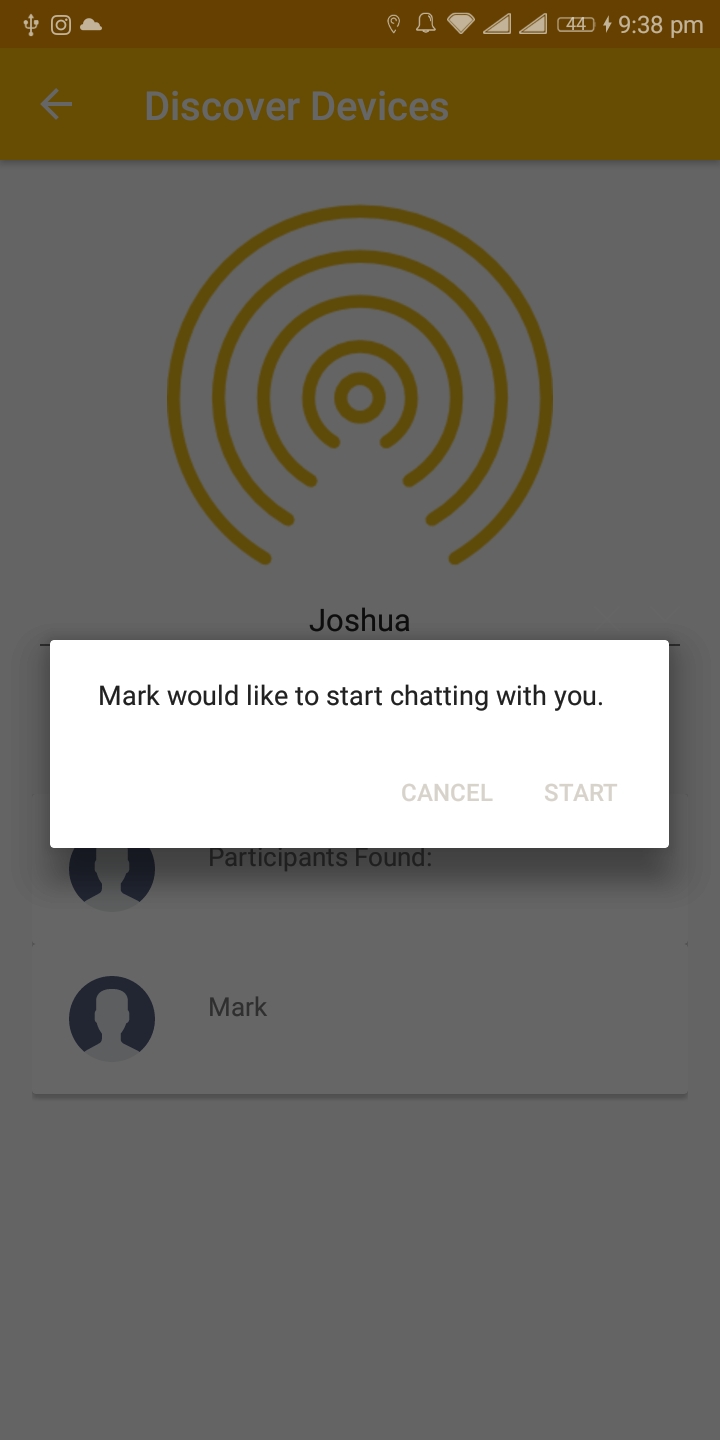 44 9:38 pm
Discover Devices
Joshua
Mark would like to start chatting with you.
CANCEL START
Participants Found:
Mark